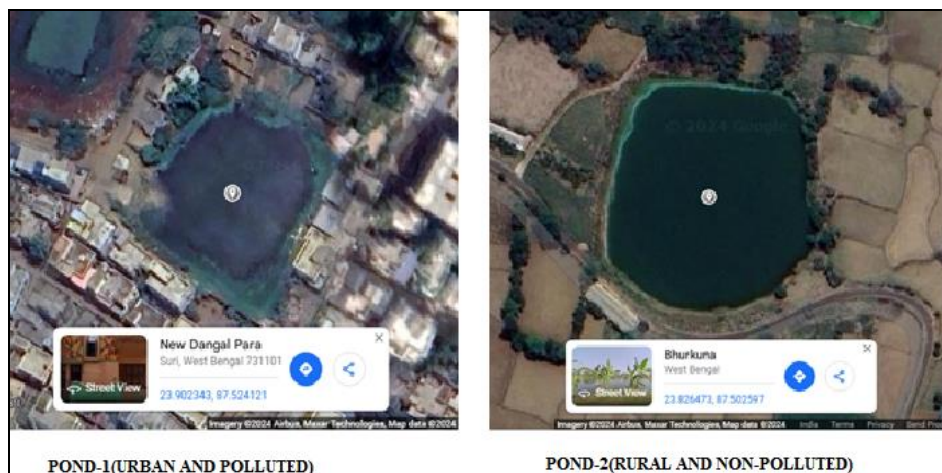 © 2024 Google
New Dangal Para
Suri, West Bengal 731101
Street View
23.902343, 87.524121
Imagery ©2024 Airbus, Maxar Technologies, Map data ©2024
Bhurkuna
West Bengal
Street View
23.826473, 87.502597
Imagery ©2024 Airbus, Maxar Technologies, Map data ©2024 India Terms Privacy
POND-1(URBAN AND POLLUTED)
POND-2(RURAL AND NON-POLLUTED)